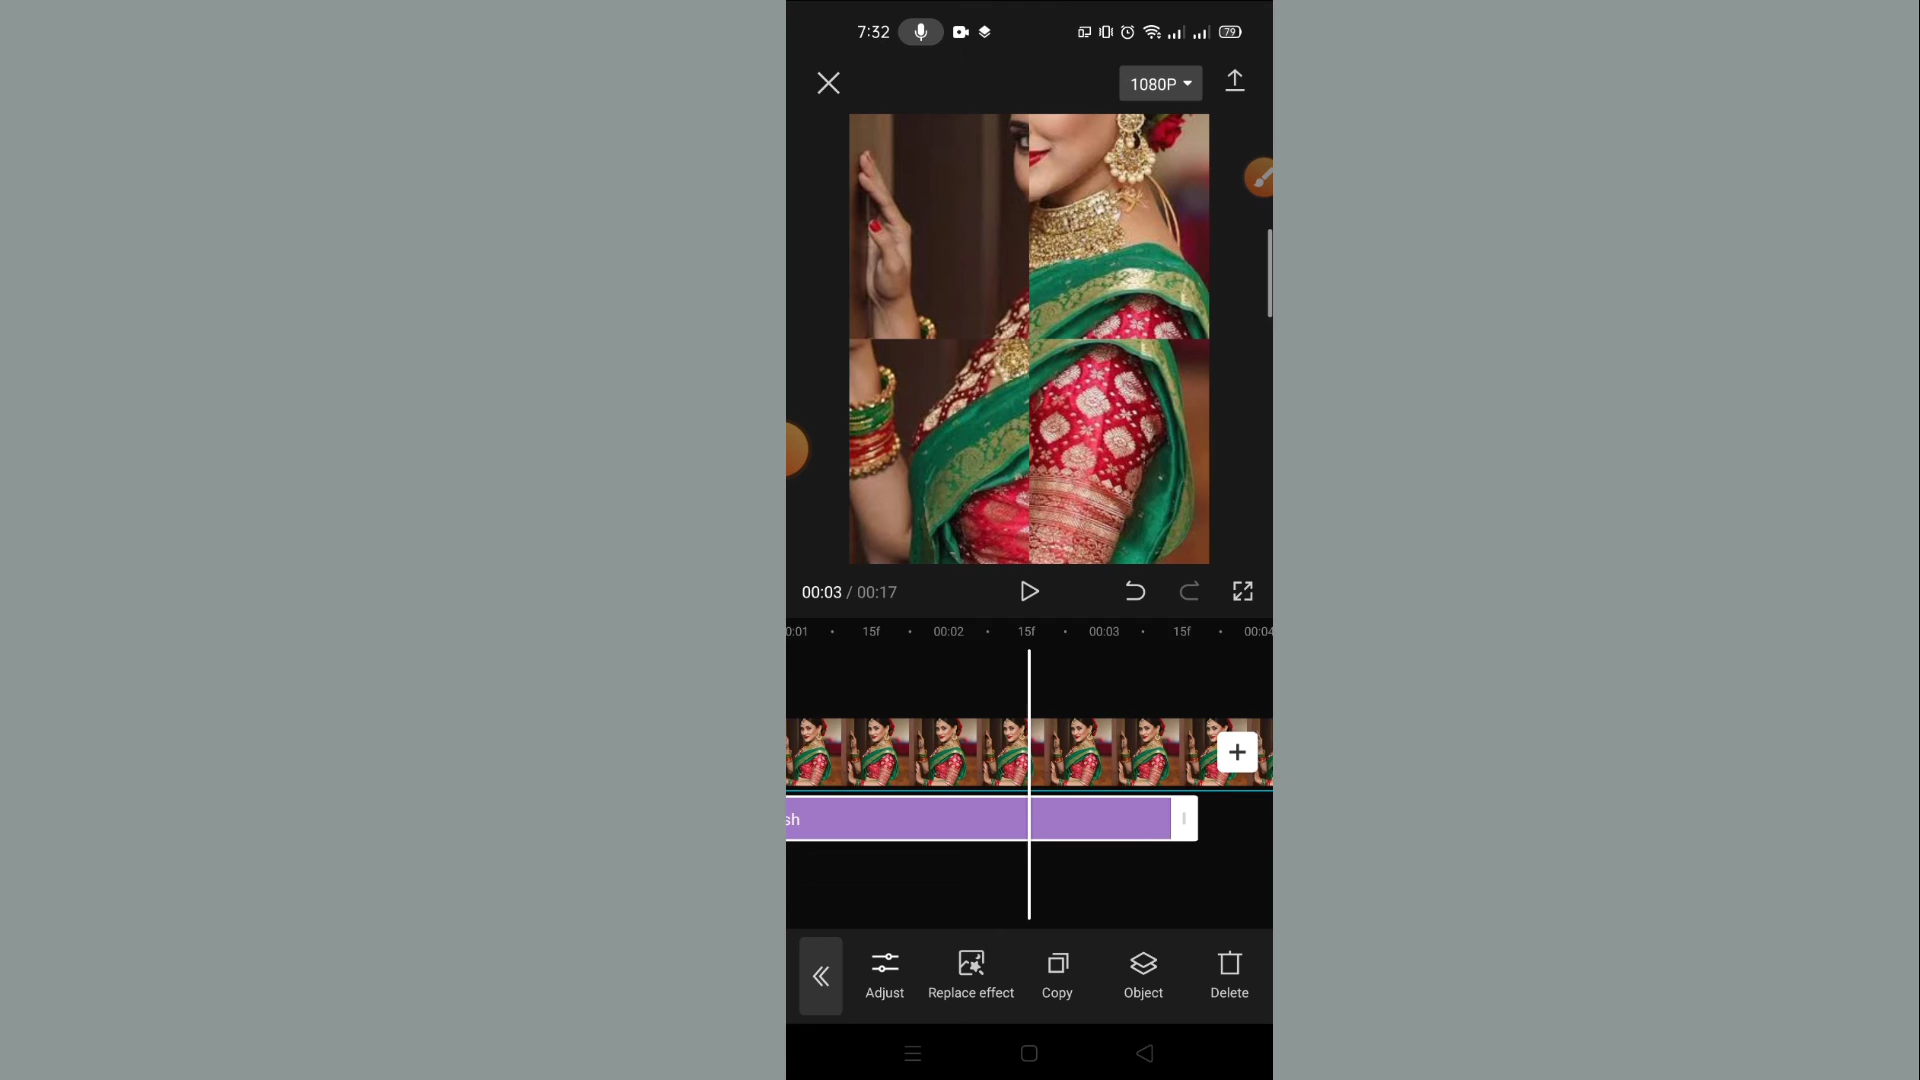 7:32
79
1080P
00:03 / 00:17
0:01 15f 00:02 15f 00:03 15f 00:04
sh
Adjust
Replace effect
Copy
Object
Delete